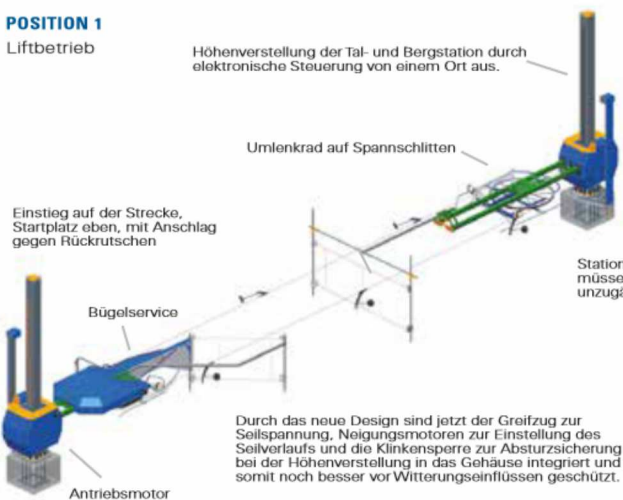 POSITION 1
Liftbetrieb
Höhenverstellung der Tal- und Bergstation durch
elektronische Steuerung von einem Ort aus.
Umlenkrad auf Spannschlitten
Einstieg auf der Strecke,
Startplatz eben, mit Anschlag
gegen Rückrutschen
Station
müsse
unzugä
Bügelservice
Durch das neue Design sind jetzt der Greifzug zur
Seilspannung, Neigungsmotoren zur Einstellung des
Seilverlaufs und die Klinkensperre zur Absturzsicherung
bei der Höhenverstellung in das Gehäuse integriert und
somit noch besser vor Witterungseinflüssen geschützt.
Antriebsmotor